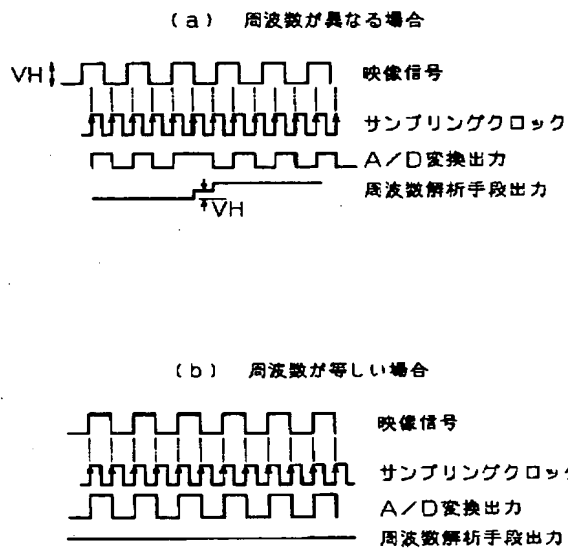 (a) 周波数が異なる場合
VH
映像信号
サンプリングクロック
A/D変換出力
周波数解析手段出力
VH
(b) 周波数が等しい場合
映像信号
サンプリングクロック
A/D変換出力
周波数解析手段出力